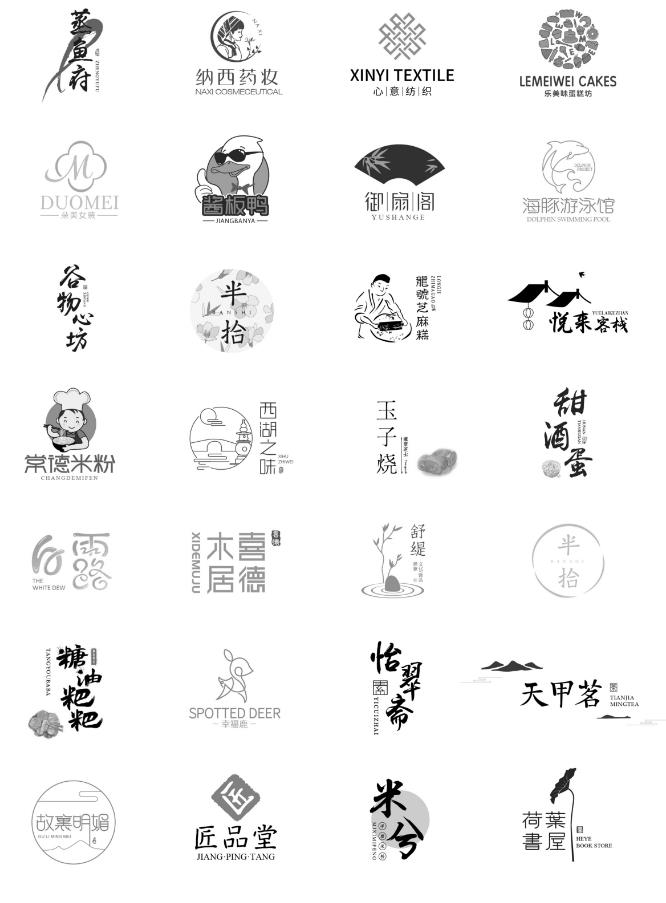 蒸鱼府
ZHENGYUFU
NAXI
纳西药妆
NAXI COSMECEUTICAL
XINYI TEXTILE
心|意|纺|织
LEMEIWEI CAKES
乐美味蛋糕坊
M
DUOMEI
朵美女装
酱板鸭
JIANGBANYA
御|扇|阁
YUSHANGE
DOLPHIN
PROJECT
海豚游泳馆
DOLPHIN SWIMMING POOL
谷物心坊
半拾
BANSHI
龍號芝麻糕
悦来客栈
YUELAIKEZHAN
常德米粉
CHANGDEMIFEN
西湖之味
XIHU
ZHIWEI
玉子烧
甜酒蛋
白露
THE
WHITE DEW
喜德木居
XIDEMUJU
舒缇
半拾
BANSHI
糖油粑粑
TANGYOUBABA
SPOTTED DEER
幸福鹿
怡翠斋
YICUIZHAI
天甲茗
TIANJIA
MINGTEA
故裏明媚
GULI MINGMEI
匠
匠品堂
JIANG·PING·TANG
米兮
荷葉書屋
HEYE
BOOK STORE